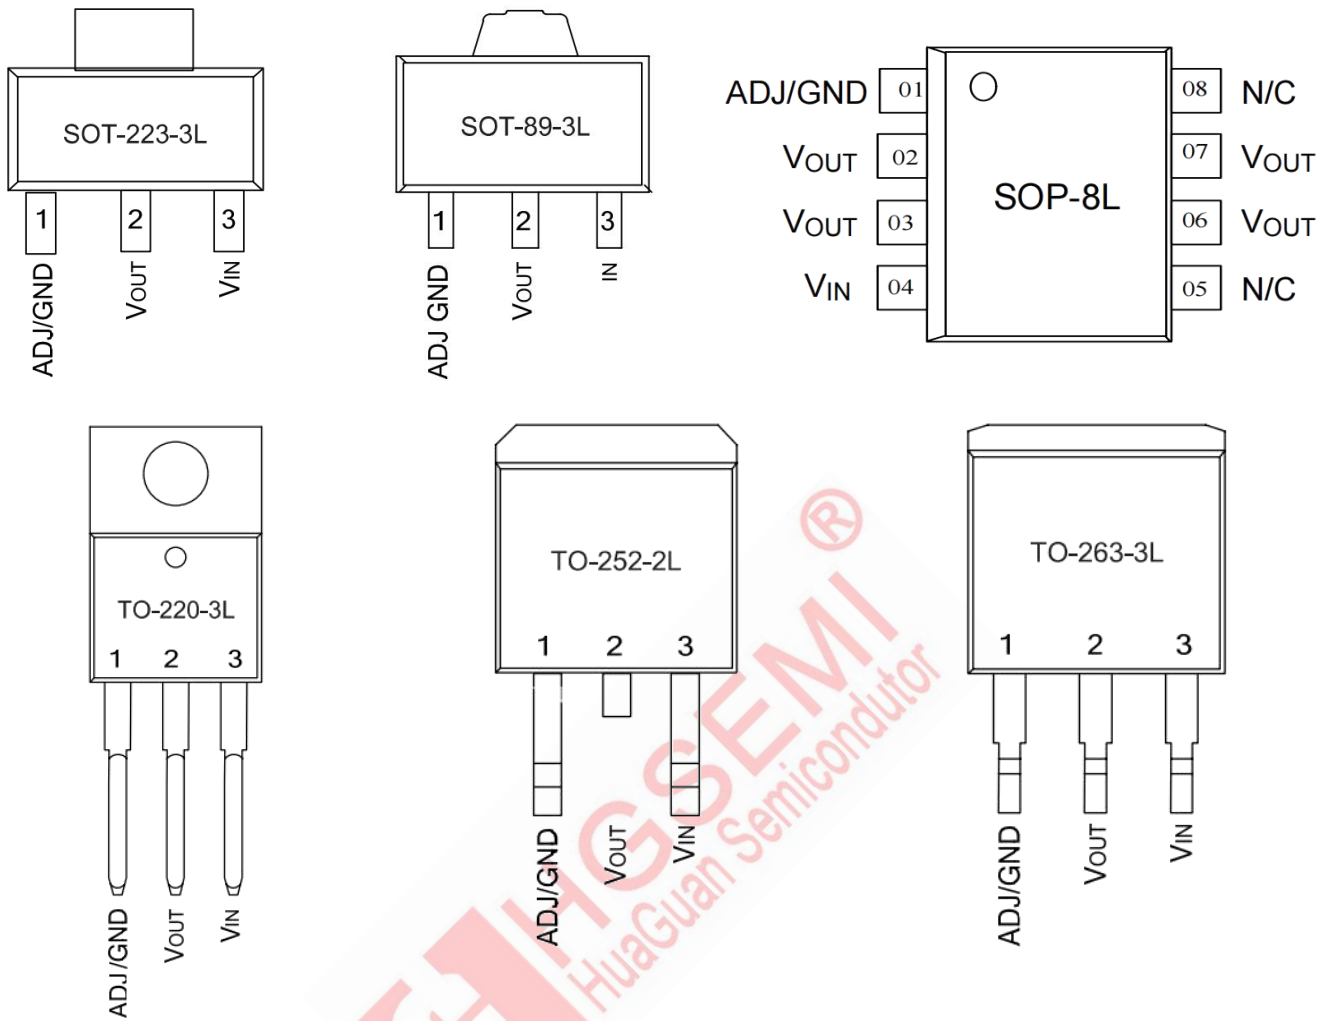 SOT-223-3L
1 2 3
ADJ/GND VOUT VIN
SOT-89-3L
1 2 3
ADJ GND VOUT IN
ADJ/GND 01 08 N/C
VOUT 02 07 VOUT
SOP-8L
VOUT 03 06 VOUT
VIN 04 05 N/C
TO-220-3L
1 2 3
ADJ/GND VOUT VIN
TO-252-2L
1 2 3
ADJ/GND VOUT VIN
TO-263-3L
1 2 3
ADJ/GND VOUT VIN
HGSEMI ®
HuaGuan Semicondutor